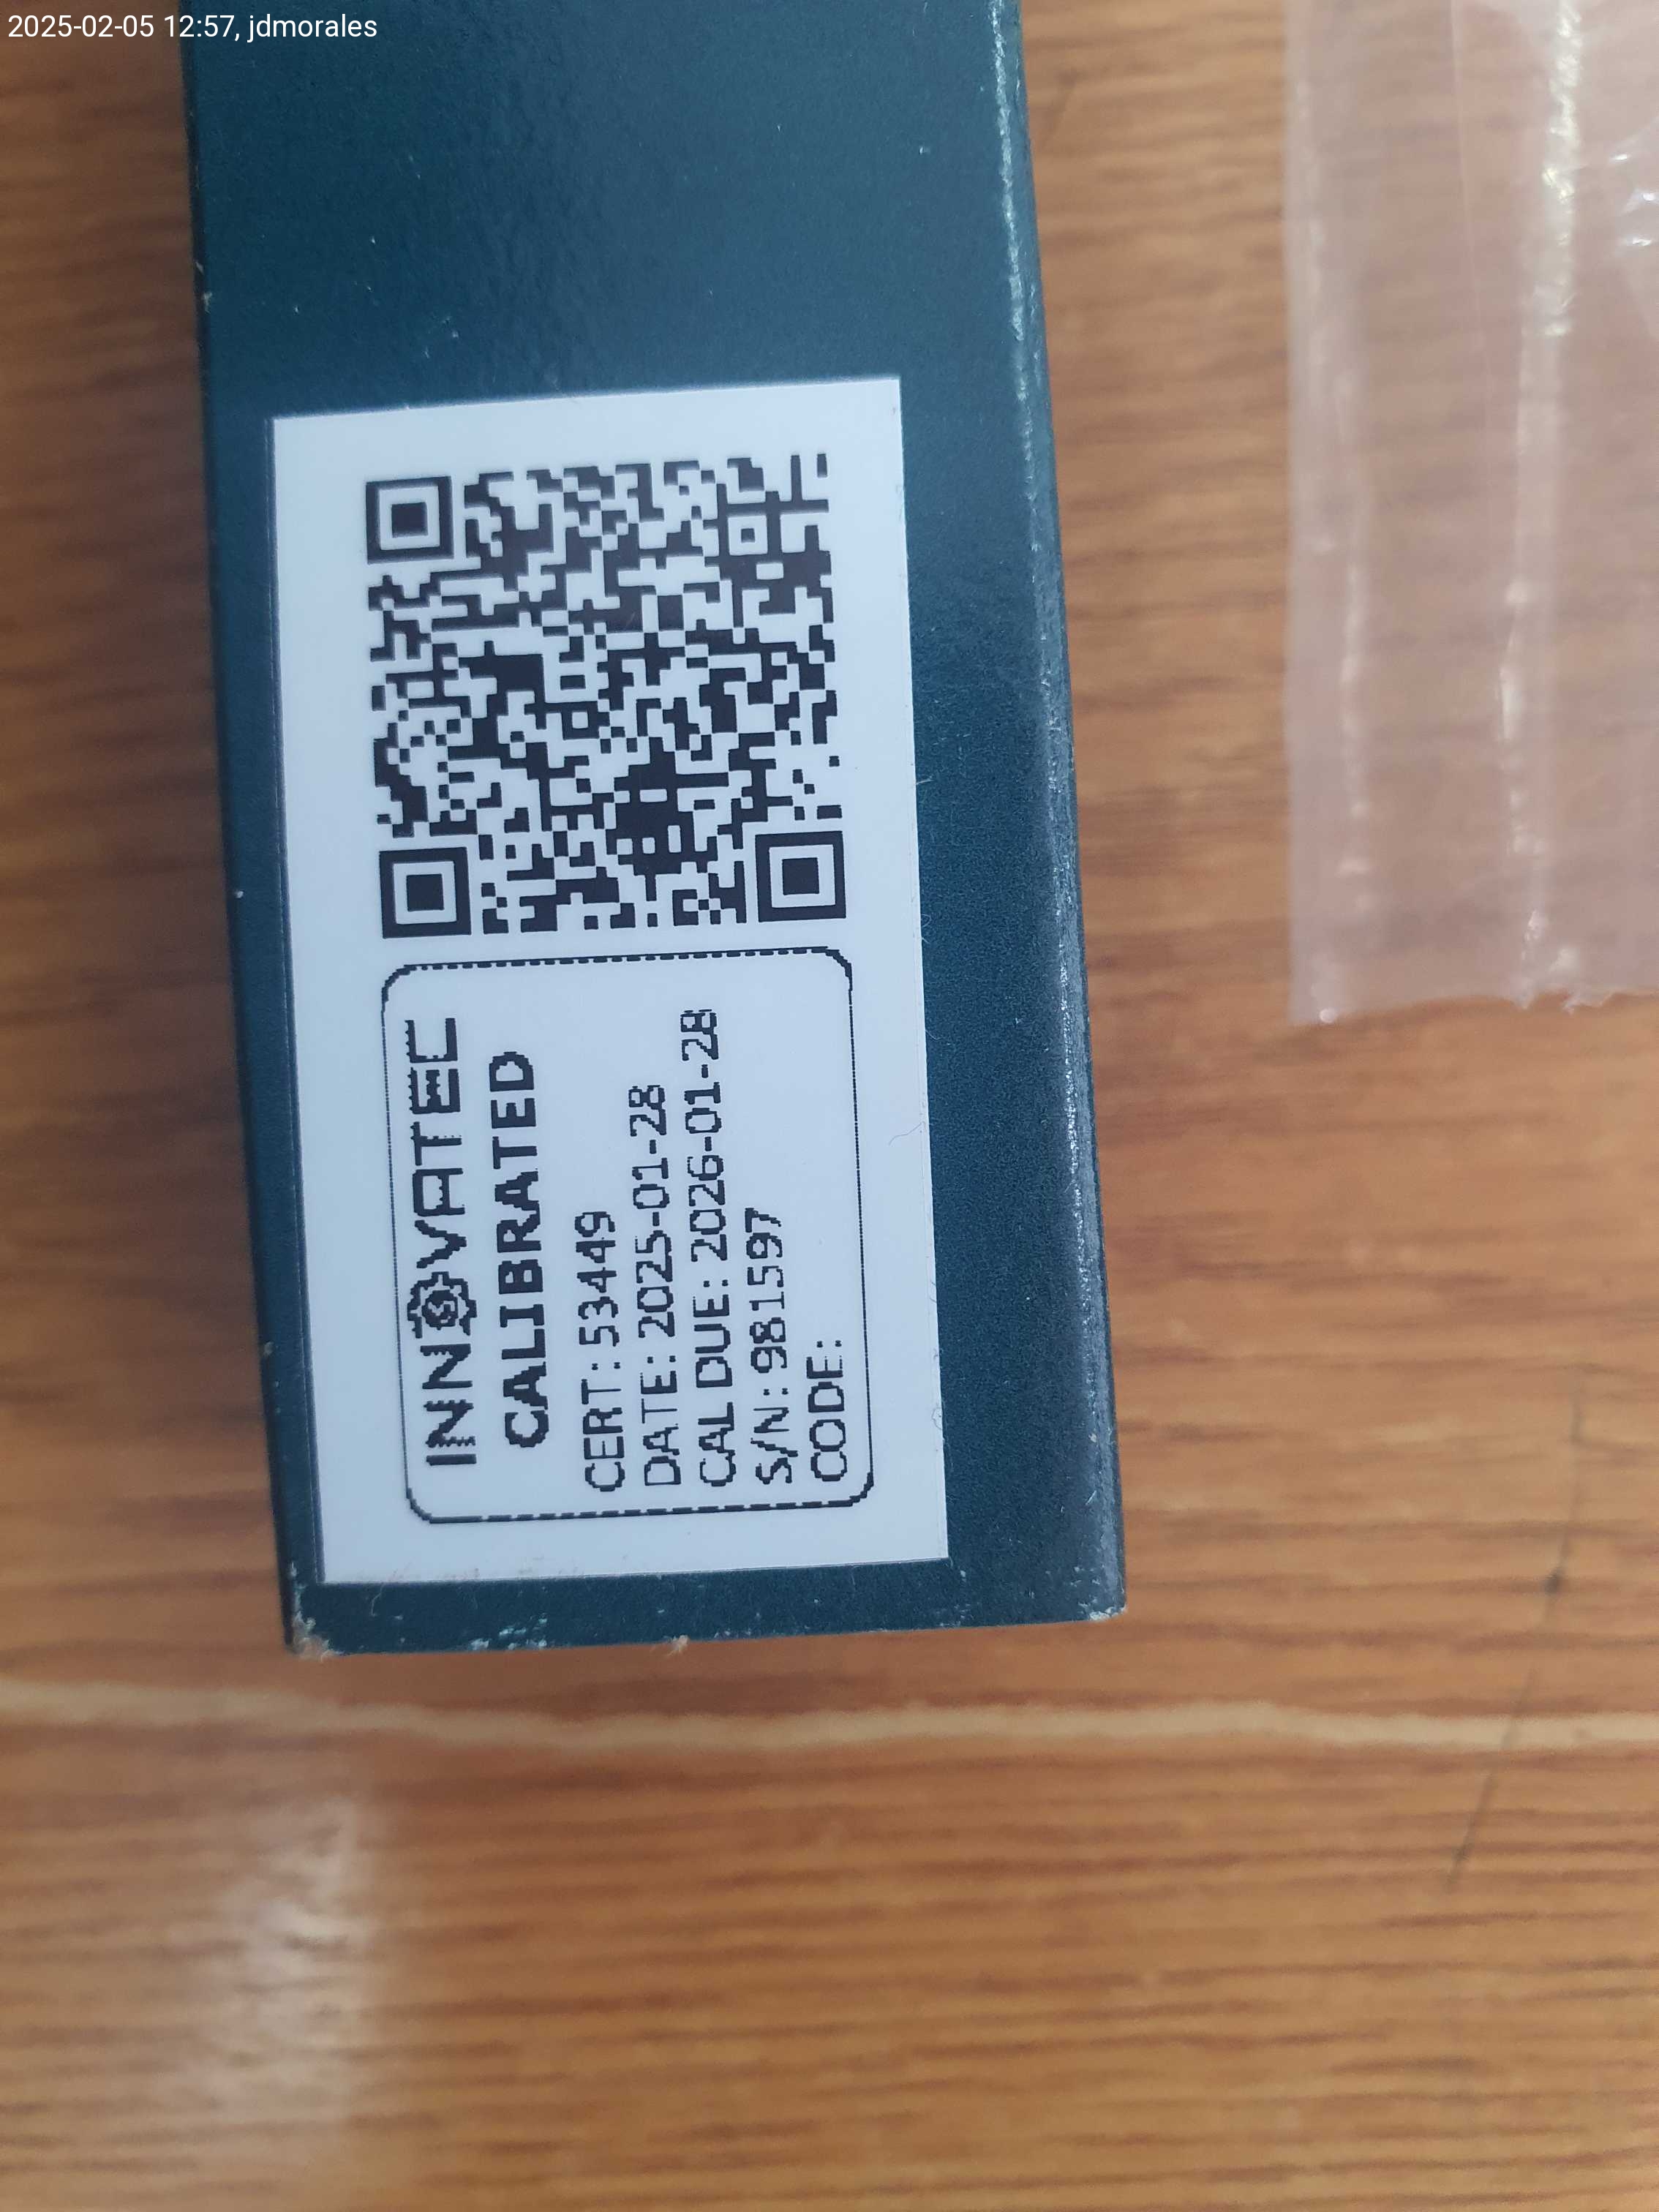 2025-02-05 12:57, jdmorales
INNOVATEC
CALIBRATED
CERT: 53449
DATE: 2025-01-28
CAL DUE: 2026-01-28
S/N: 981597
CODE: